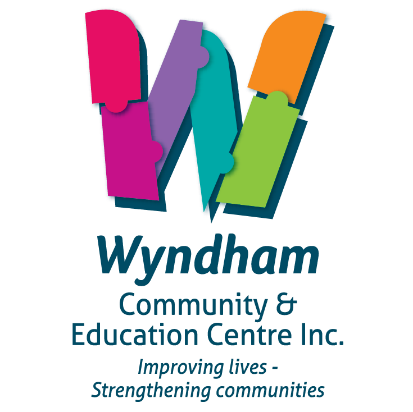 Wyndham
Community &
Education Centre Inc.
Improving lives -
Strengthening communities